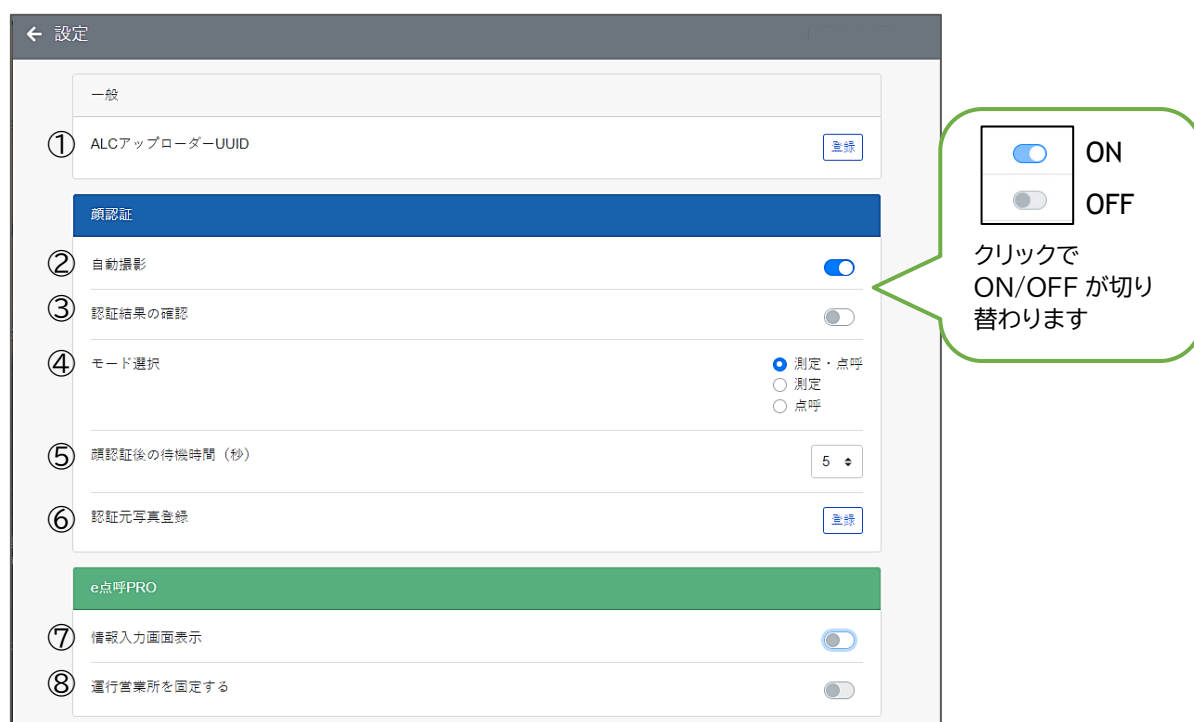 ← 設定
一般
① ALCアップローダーUUID 登録
顔認証
② 自動撮影
③ 認証結果の確認
④ モード選択 測定・点呼
測定
点呼
⑤ 顔認証後の待機時間（秒） 5
⑥ 認証元写真登録 登録
e点呼PRO
⑦ 情報入力画面表示
⑧ 運行営業所を固定する
ON
OFF
クリックで
ON/OFF が切り
替わります